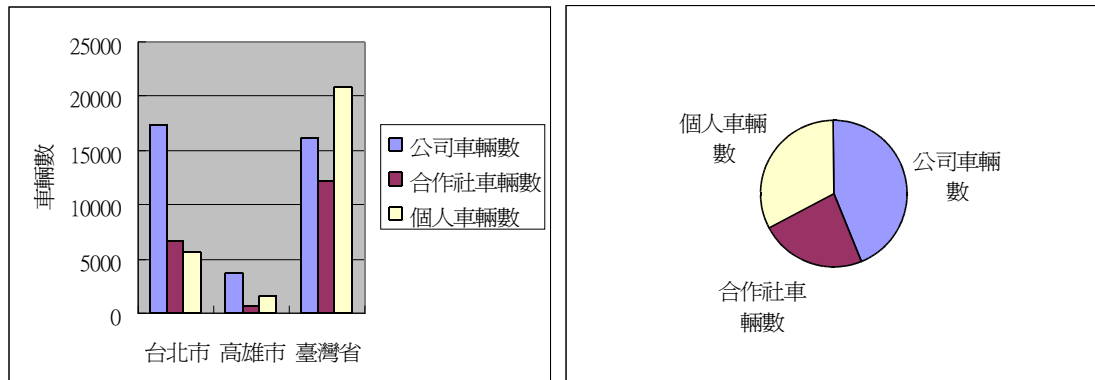 25000
20000
15000
10000
5000
0
車輛數
台北市 高雄市 臺灣省
公司車輛數
合作社車輛數
個人車輛數
個人車輛
數
公司車輛
數
合作社車
輛數